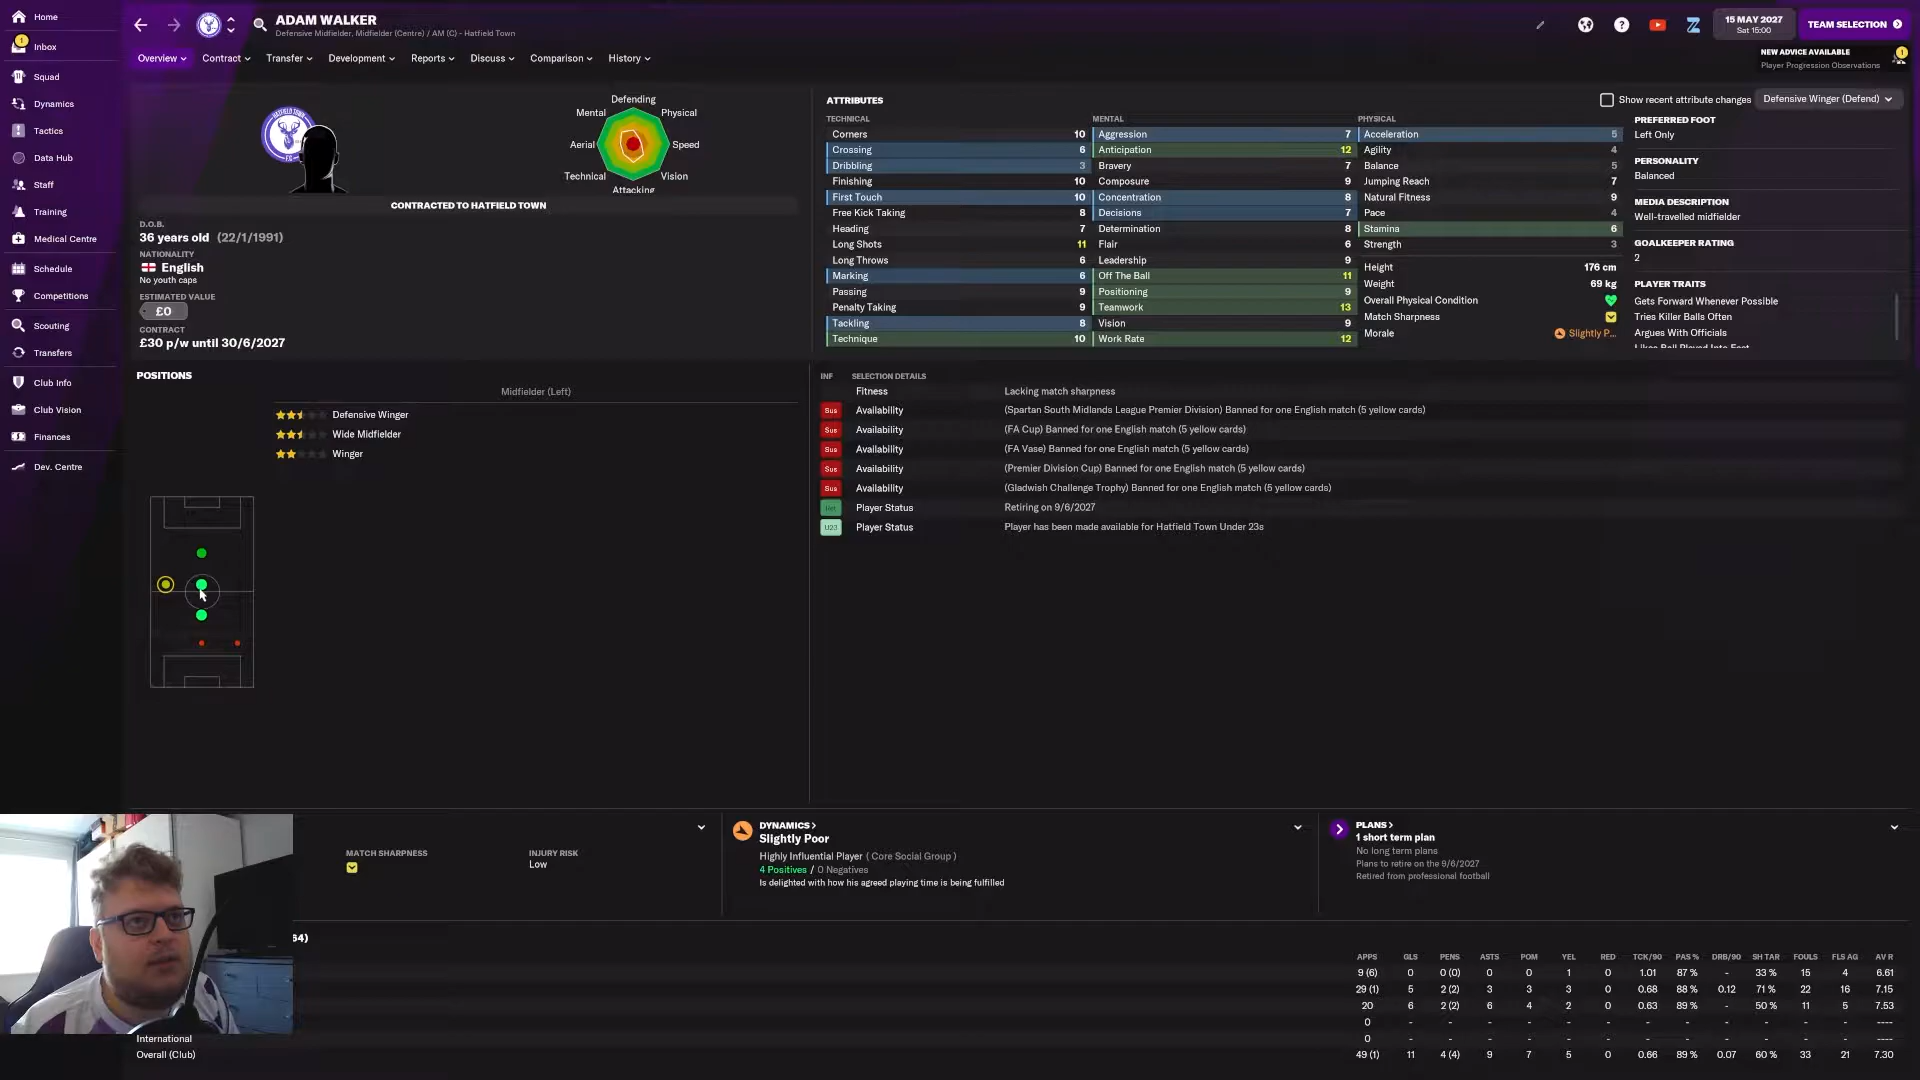 Home
Inbox
Squad
Dynamics
Tactics
Data Hub
Staff
Training
Medical Centre
Schedule
Competitions
Scouting
Transfers
Club Info
Club Vision
Finances
Dev. Centre
ADAM WALKER
Defensive Midfielder, Midfielder (Centre) / AM (C) - Hatfield Town
15 MAY 2027
Sat 15:00
TEAM SELECTION
Overview Contract Transfer Development Reports Discuss Comparison History
NEW ADVICE AVAILABLE
Player Progression Observations
1
Defending
Mental Physical
Aerial Speed
Technical Vision
Attacking
CONTRACTED TO HATFIELD TOWN
D.O.B.
36 years old (22/1/1991)
NATIONALITY
English
No youth caps
ESTIMATED VALUE
£0
CONTRACT
£30 p/w until 30/6/2027
ATTRIBUTES
Show recent attribute changes
Defensive Winger (Defend)
TECHNICAL MENTAL PHYSICAL
Corners 10 Aggression 7 Acceleration 5
Crossing 6 Anticipation 12 Agility 4
Dribbling 3 Bravery 7 Balance 5
Finishing 10 Composure 9 Jumping Reach 7
First Touch 10 Concentration 8 Natural Fitness 9
Free Kick Taking 8 Decisions 7 Pace 4
Heading 7 Determination 8 Stamina 6
Long Shots 11 Flair 6 Strength 3
Long Throws 6 Leadership 9
Marking 6 Off The Ball 11 Height 176 cm
Passing 9 Positioning 9 Weight 69 kg
Penalty Taking 9 Teamwork 13 Overall Physical Condition
Tackling 8 Vision 9 Match Sharpness
Technique 10 Work Rate 12 Morale Slightly P...
PREFERRED FOOT
Left Only
PERSONALITY
Balanced
MEDIA DESCRIPTION
Well-travelled midfielder
GOALKEEPER RATING
2
PLAYER TRAITS
Gets Forward Whenever Possible
Tries Killer Balls Often
Argues With Officials
Likes Ball Played Into Feet
POSITIONS
Midfielder (Left)
Defensive Winger
Wide Midfielder
Winger
INF SELECTION DETAILS
Fitness Lacking match sharpness
Sus Availability (Spartan South Midlands League Premier Division) Banned for one English match (5 yellow cards)
Sus Availability (FA Cup) Banned for one English match (5 yellow cards)
Sus Availability (FA Vase) Banned for one English match (5 yellow cards)
Sus Availability (Premier Division Cup) Banned for one English match (5 yellow cards)
Sus Availability (Gladwish Challenge Trophy) Banned for one English match (5 yellow cards)
Ret Player Status Retiring on 9/6/2027
U23 Player Status Player has been made available for Hatfield Town Under 23s
MATCH SHARPNESS
INJURY RISK
Low
DYNAMICS
Slightly Poor
Highly Influential Player ( Core Social Group )
4 Positives / 0 Negatives
Is delighted with how his agreed playing time is being fulfilled
PLANS
1 short term plan
No long term plans
Plans to retire on the 9/6/2027
Retired from professional football
64)
APPS GLS PENS ASTS POM YEL RED TCK/90 PAS % DRB/90 SH TAR FOULS FLS AG AV R
9 (6) 0 0 (0) 0 0 1 0 1.01 87 % - 33 % 15 4 6.61
29 (1) 5 2 (2) 3 3 3 0 0.68 88 % 0.12 71 % 22 16 7.15
20 6 2 (2) 6 4 2 0 0.63 89 % - 50 % 11 5 7.53
0 - - - - - - - - - - - - ----
International 0 - - - - - - - - - - - - ----
Overall (Club) 49 (1) 11 4 (4) 9 7 5 0 0.66 89 % 0.07 60 % 33 21 7.30